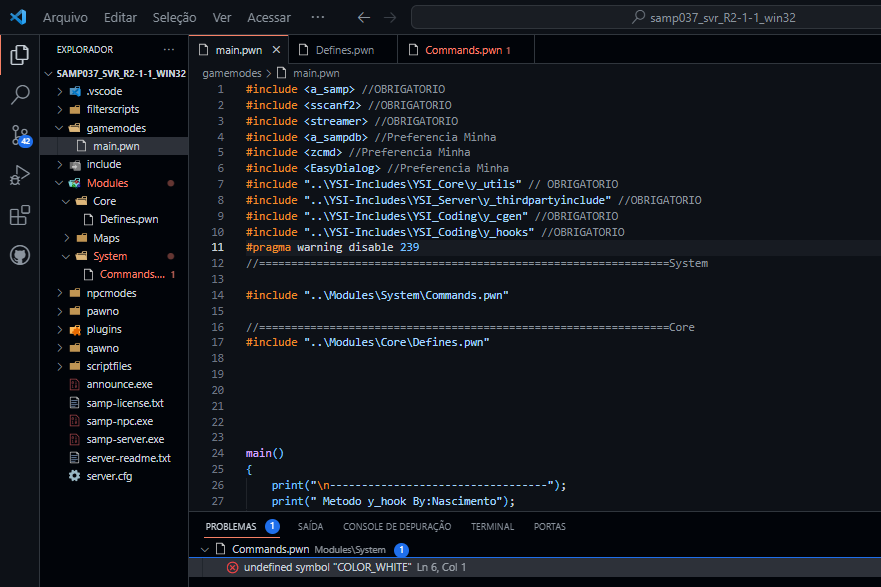 Arquivo Editar Seleção Ver Acessar ··· samp037_svr_R2-1-1_win32
EXPLORADOR ···
SAMP037_SVR_R2-1-1_WIN32
.vscode
filterscripts
gamemodes
main.pwn
include
Modules
Core
Defines.pwn
Maps
System
Commands.... 1
npcmodes
pawno
plugins
qawno
scriptfiles
announce.exe
samp-license.txt
samp-npc.exe
samp-server.exe
server-readme.txt
server.cfg
42
main.pwn Defines.pwn Commands.pwn 1
gamemodes > main.pwn
1 #include <a_samp> //OBRIGATORIO
2 #include <sscanf2> //OBRIGATORIO
3 #include <streamer> //OBRIGATORIO
4 #include <a_sampdb> //Preferencia Minha
5 #include <zcmd> //Preferencia Minha
6 #include <EasyDialog> //Preferencia Minha
7 #include "..\YSI-Includes\YSI_Core\y_utils" // OBRIGATORIO
8 #include "..\YSI-Includes\YSI_Server\y_thirdpartyinclude" //OBRIGATORIO
9 #include "..\YSI-Includes\YSI_Coding\y_cgen" //OBRIGATORIO
10 #include "..\YSI-Includes\YSI_Coding\y_hooks" //OBRIGATORIO
11 #pragma warning disable 239
12 //================================================================System
13
14 #include "..\Modules\System\Commands.pwn"
15
16 //================================================================Core
17 #include "..\Modules\Core\Defines.pwn"
18
19
20
21
22
23
24 main()
25 {
26 print("\n----------------------------------");
27 print(" Metodo y_hook By:Nascimento");
PROBLEMAS 1 SAÍDA CONSOLE DE DEPURAÇÃO TERMINAL PORTAS
Commands.pwn Modules\System 1
undefined symbol "COLOR_WHITE" Ln 6, Col 1